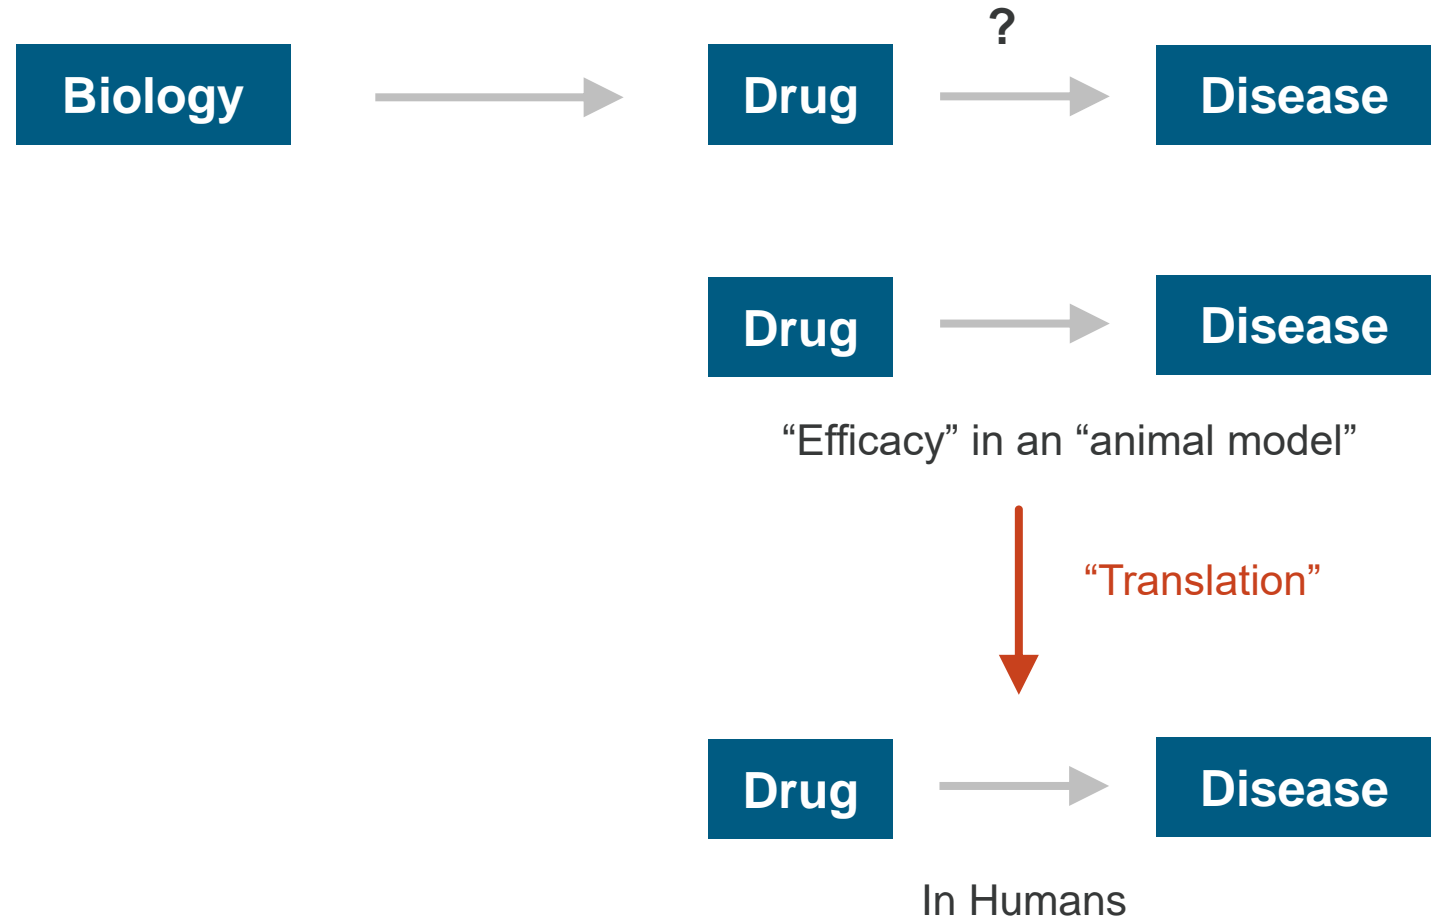 ?
Biology
Drug
Disease
Drug
Disease
“Efficacy” in an “animal model”
“Translation”
Drug
Disease
In Humans